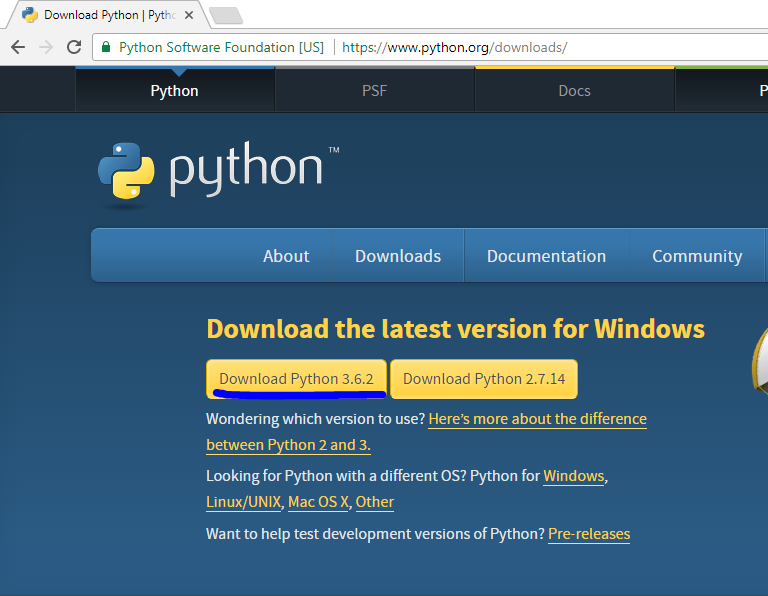 Download Python | Pytho
Python Software Foundation [US] https://www.python.org/downloads/
Python PSF Docs P
python™
About Downloads Documentation Community
Download the latest version for Windows
Download Python 3.6.2 Download Python 2.7.14
Wondering which version to use? Here's more about the difference
between Python 2 and 3.
Looking for Python with a different OS? Python for Windows,
Linux/UNIX, Mac OS X, Other
Want to help test development versions of Python? Pre-releases